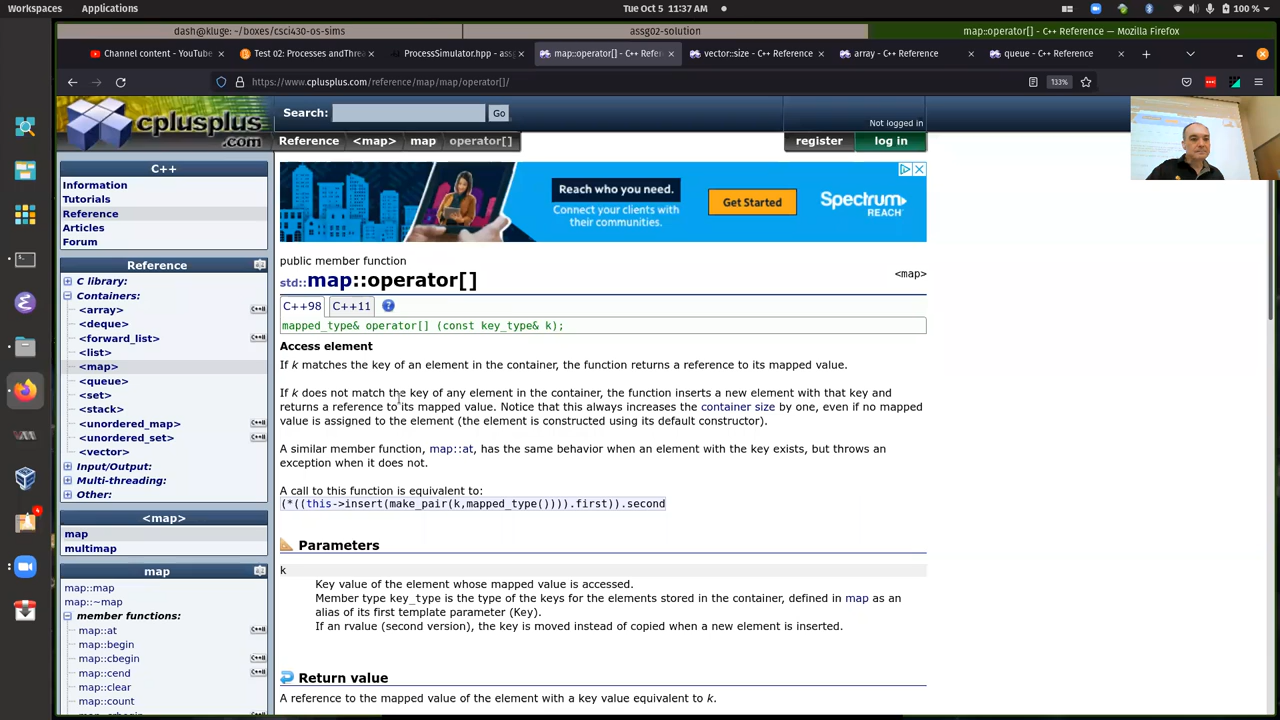 Workspaces Applications Tue Oct 5 11:37 AM 100 %
dash@kluge: ~/boxes/csci430-os-sims assg02-solution map::operator[] - C++ Reference — Mozilla Firefox
Channel content - YouTube Test 02: Processes and Thre ProcessSimulator.hpp - assg map::operator[] - C++ Refer vector::size - C++ Reference array - C++ Reference queue - C++ Reference
https://www.cplusplus.com/reference/map/map/operator[]/ 133%
cplusplus
.com
Search: Go
Not logged in
Reference <map> map operator[] register log in
C++
Information
Tutorials
Reference
Articles
Forum
Reference
C library:
Containers:
<array>
<deque>
<forward_list>
<list>
<map>
<queue>
<set>
<stack>
<unordered_map>
<unordered_set>
<vector>
Input/Output:
Multi-threading:
Other:
<map>
map
multimap
map
map::map
map::~map
member functions:
map::at
map::begin
map::cbegin
map::cend
map::clear
map::count
Reach who you need.
Connect your clients with
their communities.
Get Started
Spectrum
REACH
public member function
std::map::operator[] <map>
C++98 C++11 ?
mapped_type& operator[] (const key_type& k);
Access element
If k matches the key of an element in the container, the function returns a reference to its mapped value.
If k does not match the key of any element in the container, the function inserts a new element with that key and
returns a reference to its mapped value. Notice that this always increases the container size by one, even if no mapped
value is assigned to the element (the element is constructed using its default constructor).
A similar member function, map::at, has the same behavior when an element with the key exists, but throws an
exception when it does not.
A call to this function is equivalent to:
(*((this->insert(make_pair(k,mapped_type()))).first)).second
Parameters
k
Key value of the element whose mapped value is accessed.
Member type key_type is the type of the keys for the elements stored in the container, defined in map as an
alias of its first template parameter (Key).
If an rvalue (second version), the key is moved instead of copied when a new element is inserted.
Return value
A reference to the mapped value of the element with a key value equivalent to k.